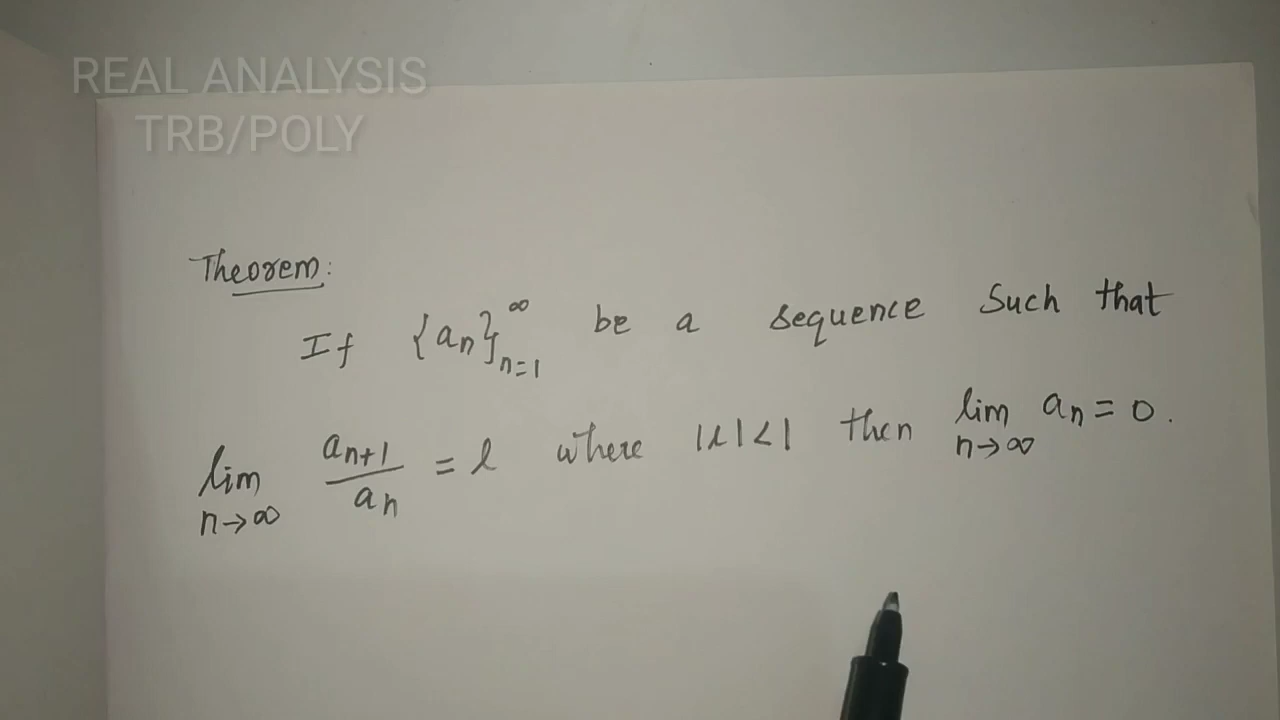 REAL ANALYSIS
TRB/POLY
Theorem:
If {aₙ}ₙ₌₁^∞ be a sequence Such that
lim n→∞ aₙ₊₁/aₙ = l where |l|<1 then lim n→∞ aₙ = 0.